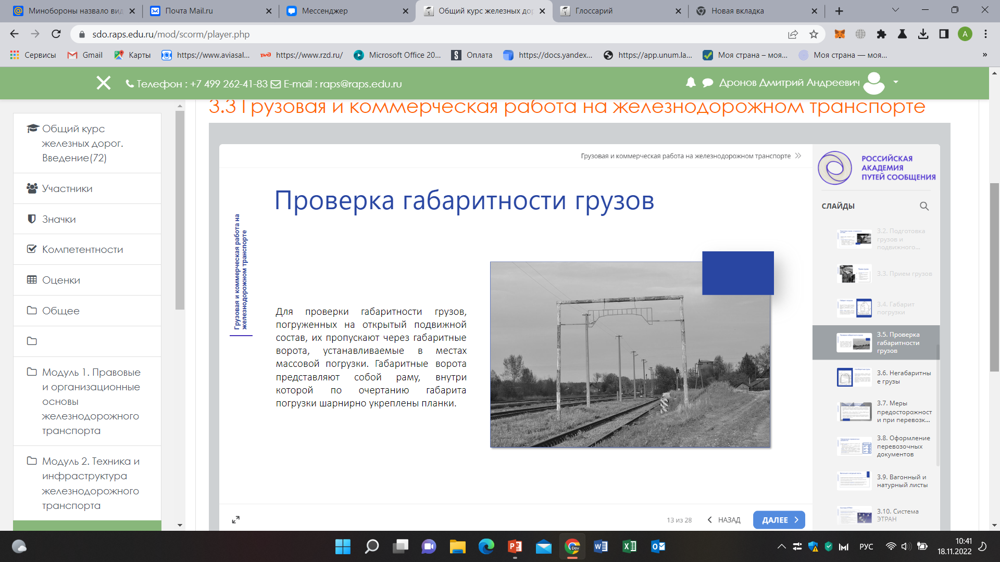 Минобороны назвало вид
Почта Mail.ru
Мессенджер
Общий курс железных дор
Глоссарий
Новая вкладка
sdo.raps.edu.ru/mod/scorm/player.php
A
Сервисы
Gmail
Карты
https://www.aviasal...
https://www.rzd.ru/
Microsoft Office 20...
Оплата
https://docs.yandex...
https://app.unum.la...
Моя страна – моя...
Моя страна — моя...
»
Телефон : +7 499 262-41-83 E-mail : raps@raps.edu.ru
Дронов Дмитрий Андреевич
3.3 Грузовая и коммерческая работа на железнодорожном транспорте
Общий курс
железных дорог.
Введение(72)
Участники
Значки
Компетентности
Оценки
Общее
Модуль 1. Правовые
и организационные
основы
железнодорожного
транспорта
Модуль 2. Техника и
инфраструктура
железнодорожного
транспорта
Грузовая и коммерческая работа на железнодорожном транспорте
Проверка габаритности грузов
Грузовая и коммерческая работа на
железнодорожном транспорте
Для проверки габаритности грузов,
погруженных на открытый подвижной
состав, их пропускают через габаритные
ворота, устанавливаемые в местах
массовой погрузки. Габаритные ворота
представляют собой раму, внутри
которой по очертанию габарита
погрузки шарнирно укреплены планки.
13 из 28
НАЗАД
ДАЛЕЕ
РОССИЙСКАЯ
АКАДЕМИЯ
ПУТЕЙ СООБЩЕНИЯ
СЛАЙДЫ
3.2. Подготовка
грузов и
подвижного...
3.3. Прием грузов
3.4. Габарит
погрузки
3.5. Проверка
габаритности
грузов
3.6. Негабаритны
е грузы
3.7. Меры
предосторожност
и при перевозк...
3.8. Оформление
перевозочных
документов
3.9. Вагонный и
натурный листы
3.10. Система
ЭТРАН
РУС
10:41
18.11.2022